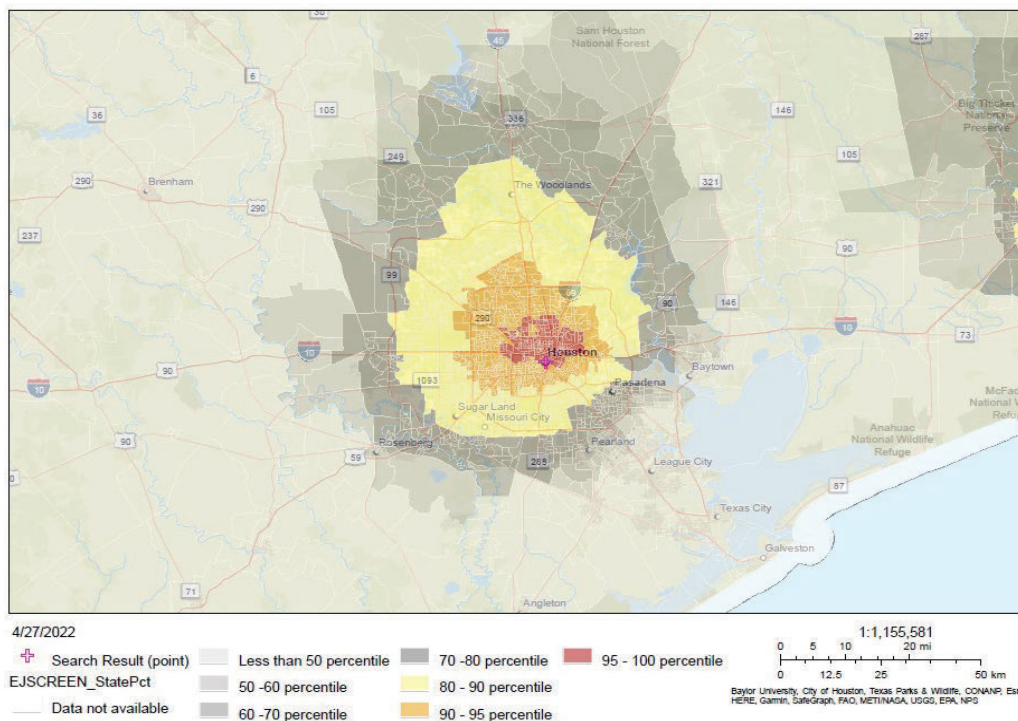 36
45
Sam Houston
National Forest
287
6
105
146
Big Thicket
National
Preserve
36
336
249
105
290
Brenham
The Woodlands
321
290
237
90
99
146
90
290
10
73
Houston
10
Baytown
90
1093
Pasadena
10
McFad
National W
Refug
Sugar Land
Missouri City
Anahuac
National Wildlife
Refuge
90
Rosenberg
Pearland
59
288
League City
87
Texas City
Galveston
71
Angleton
4/27/2022
1:1,155,581
Search Result (point)
Less than 50 percentile
70 -80 percentile
95 - 100 percentile
0 5 10 20 mi
EJSCREEN_StatePct
50 -60 percentile
80 - 90 percentile
0 12.5 25 50 km
Data not available
60 -70 percentile
90 - 95 percentile
Baylor University, City of Houston, Texas Parks & Wildlife, CONANP, Esri
HERE, Garmin, SafeGraph, FAO, METI/NASA, USGS, EPA, NPS